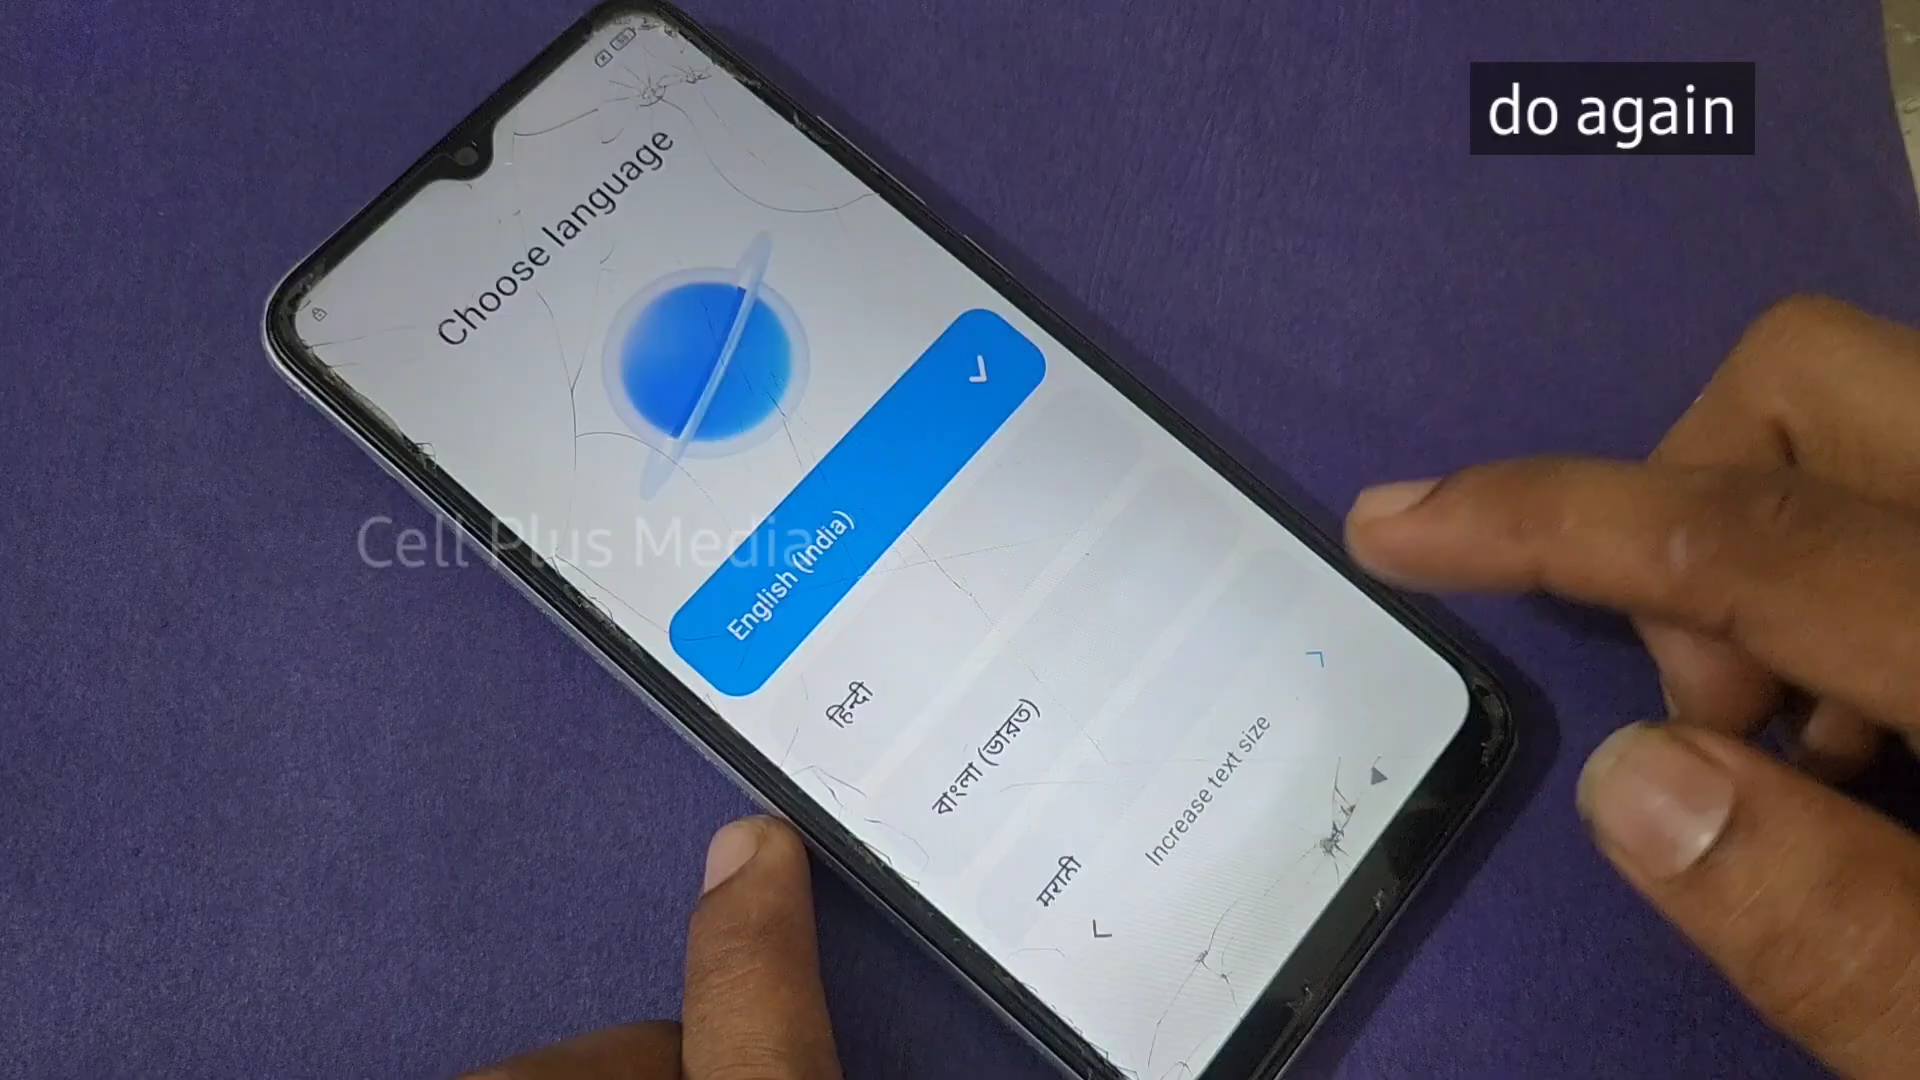 do again
Choose language
English (India)
हिन्दी
বাংলা (ভারত)
मराठी
Increase text size
Cell Plus Media